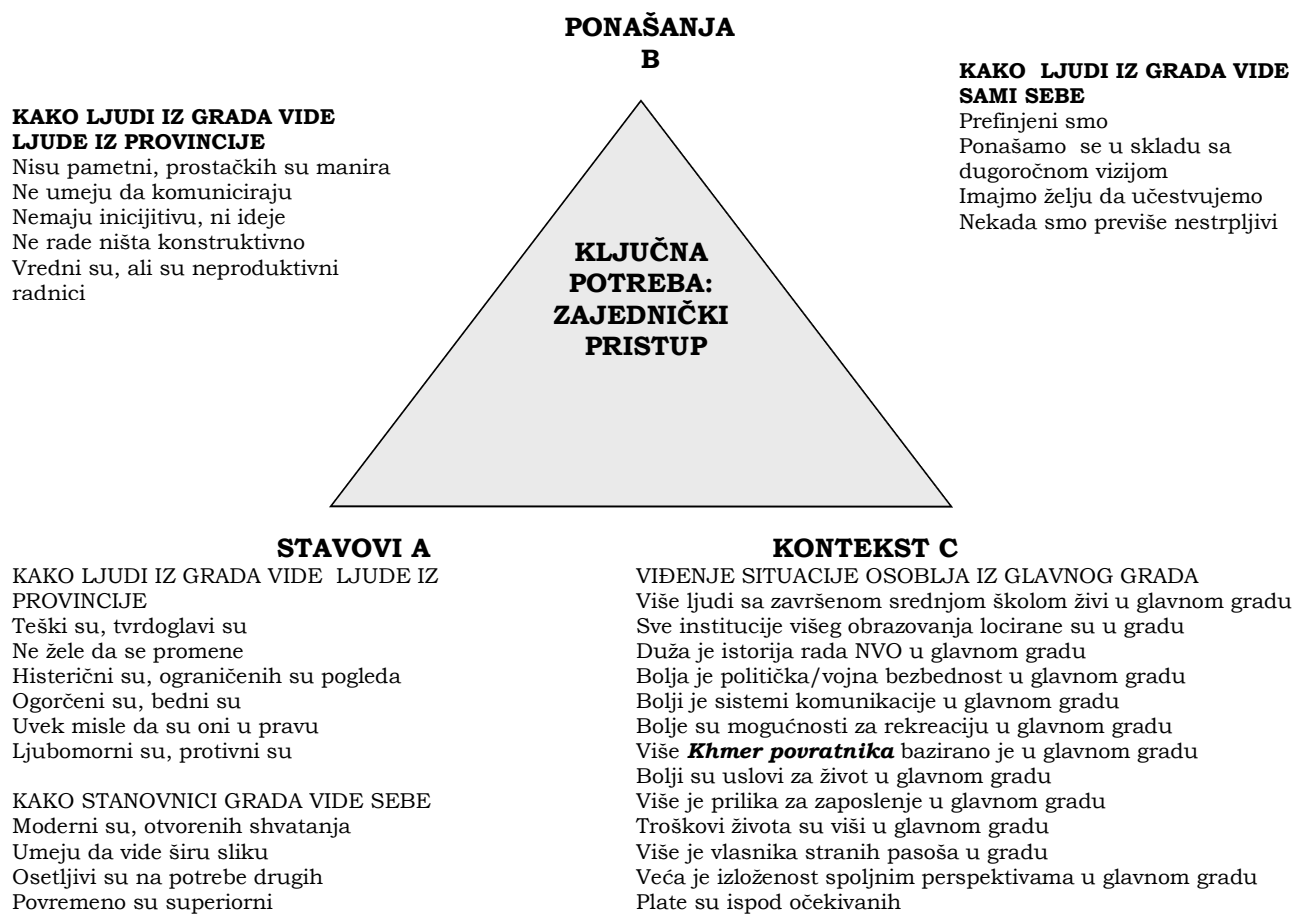 PONAŠANJA
B
KAKO LJUDI IZ GRADA VIDE
LJUDE IZ PROVINCIJE
Nisu pametni, prostačkih su manira
Ne umeju da komuniciraju
Nemaju inicijitivu, ni ideje
Ne rade ništa konstruktivno
Vredni su, ali su neproduktivni
radnici
KAKO LJUDI IZ GRADA VIDE
SAMI SEBE
Prefinjeni smo
Ponašamo se u skladu sa
dugoročnom vizijom
Imajmo želju da učestvujemo
Nekada smo previše nestrpljivi
KLJUČNA
POTREBA:
ZAJEDNIČKI
PRISTUP
STAVOVI A
KAKO LJUDI IZ GRADA VIDE LJUDE IZ
PROVINCIJE
Teški su, tvrdoglavi su
Ne žele da se promene
Histerični su, ograničenih su pogleda
Ogorčeni su, bedni su
Uvek misle da su oni u pravu
Ljubomorni su, protivni su
KAKO STANOVNICI GRADA VIDE SEBE
Moderni su, otvorenih shvatanja
Umeju da vide širu sliku
Osetljivi su na potrebe drugih
Povremeno su superiorni
KONTEKST C
VIĐENJE SITUACIJE OSOBLJA IZ GLAVNOG GRADA
Više ljudi sa završenom srednjom školom živi u glavnom gradu
Sve institucije višeg obrazovanja locirane su u gradu
Duža je istorija rada NVO u glavnom gradu
Bolja je politička/vojna bezbednost u glavnom gradu
Bolji je sistemi komunikacije u glavnom gradu
Bolje su mogućnosti za rekreaciju u glavnom gradu
Više Khmer povratnika bazirano je u glavnom gradu
Bolji su uslovi za život u glavnom gradu
Više je prilika za zaposlenje u glavnom gradu
Troškovi života su viši u glavnom gradu
Više je vlasnika stranih pasoša u gradu
Veća je izloženost spoljnim perspektivama u glavnom gradu
Plate su ispod očekivanih